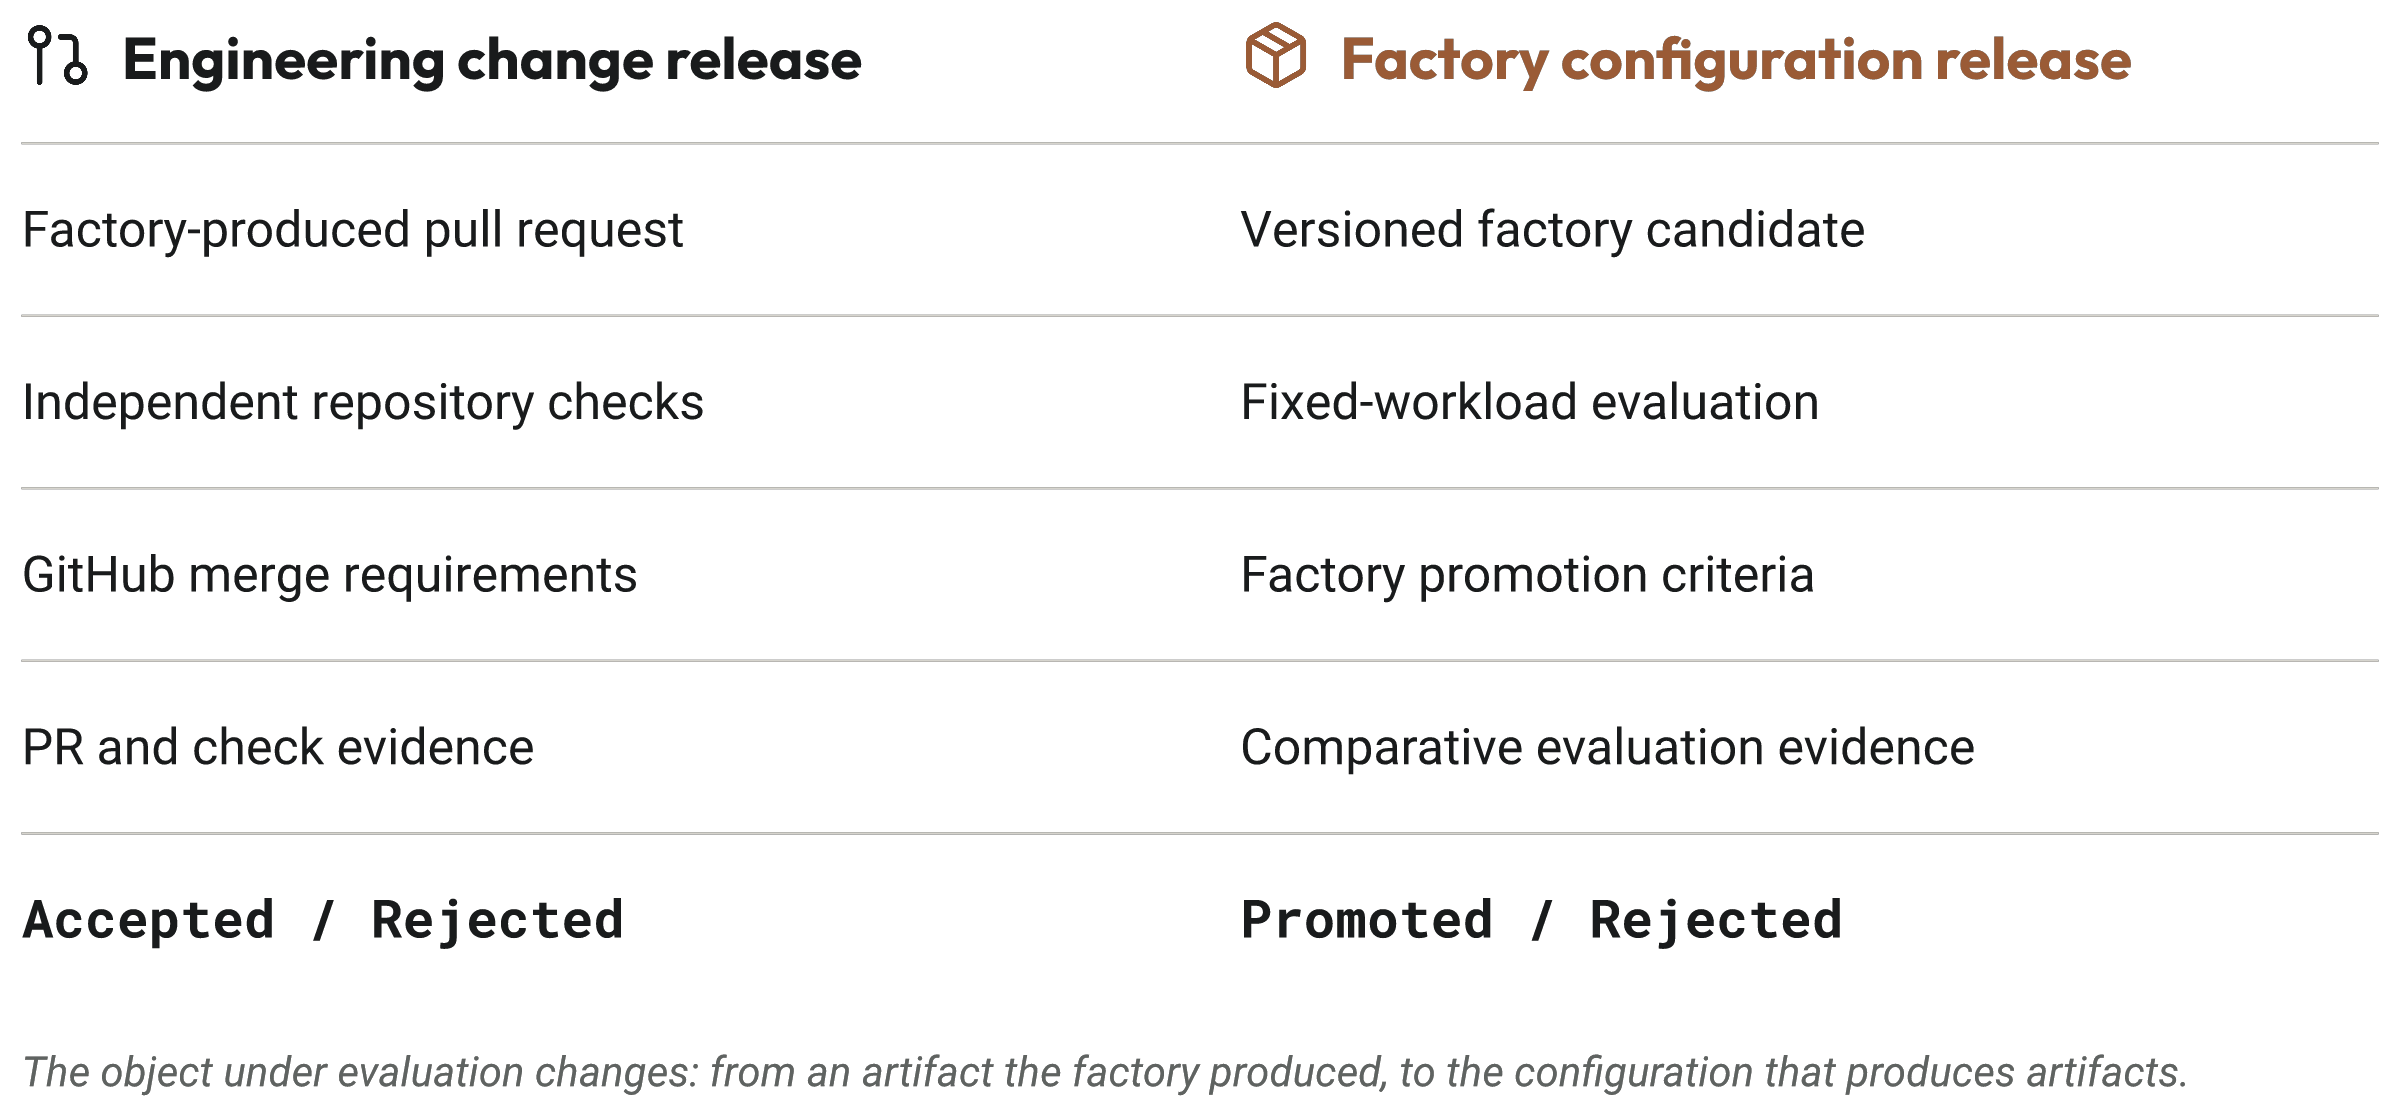 Engineering change release
Factory configuration release
Factory-produced pull request
Versioned factory candidate
Independent repository checks
Fixed-workload evaluation
GitHub merge requirements
Factory promotion criteria
PR and check evidence
Comparative evaluation evidence
Accepted / Rejected
Promoted / Rejected
The object under evaluation changes: from an artifact the factory produced, to the configuration that produces artifacts.